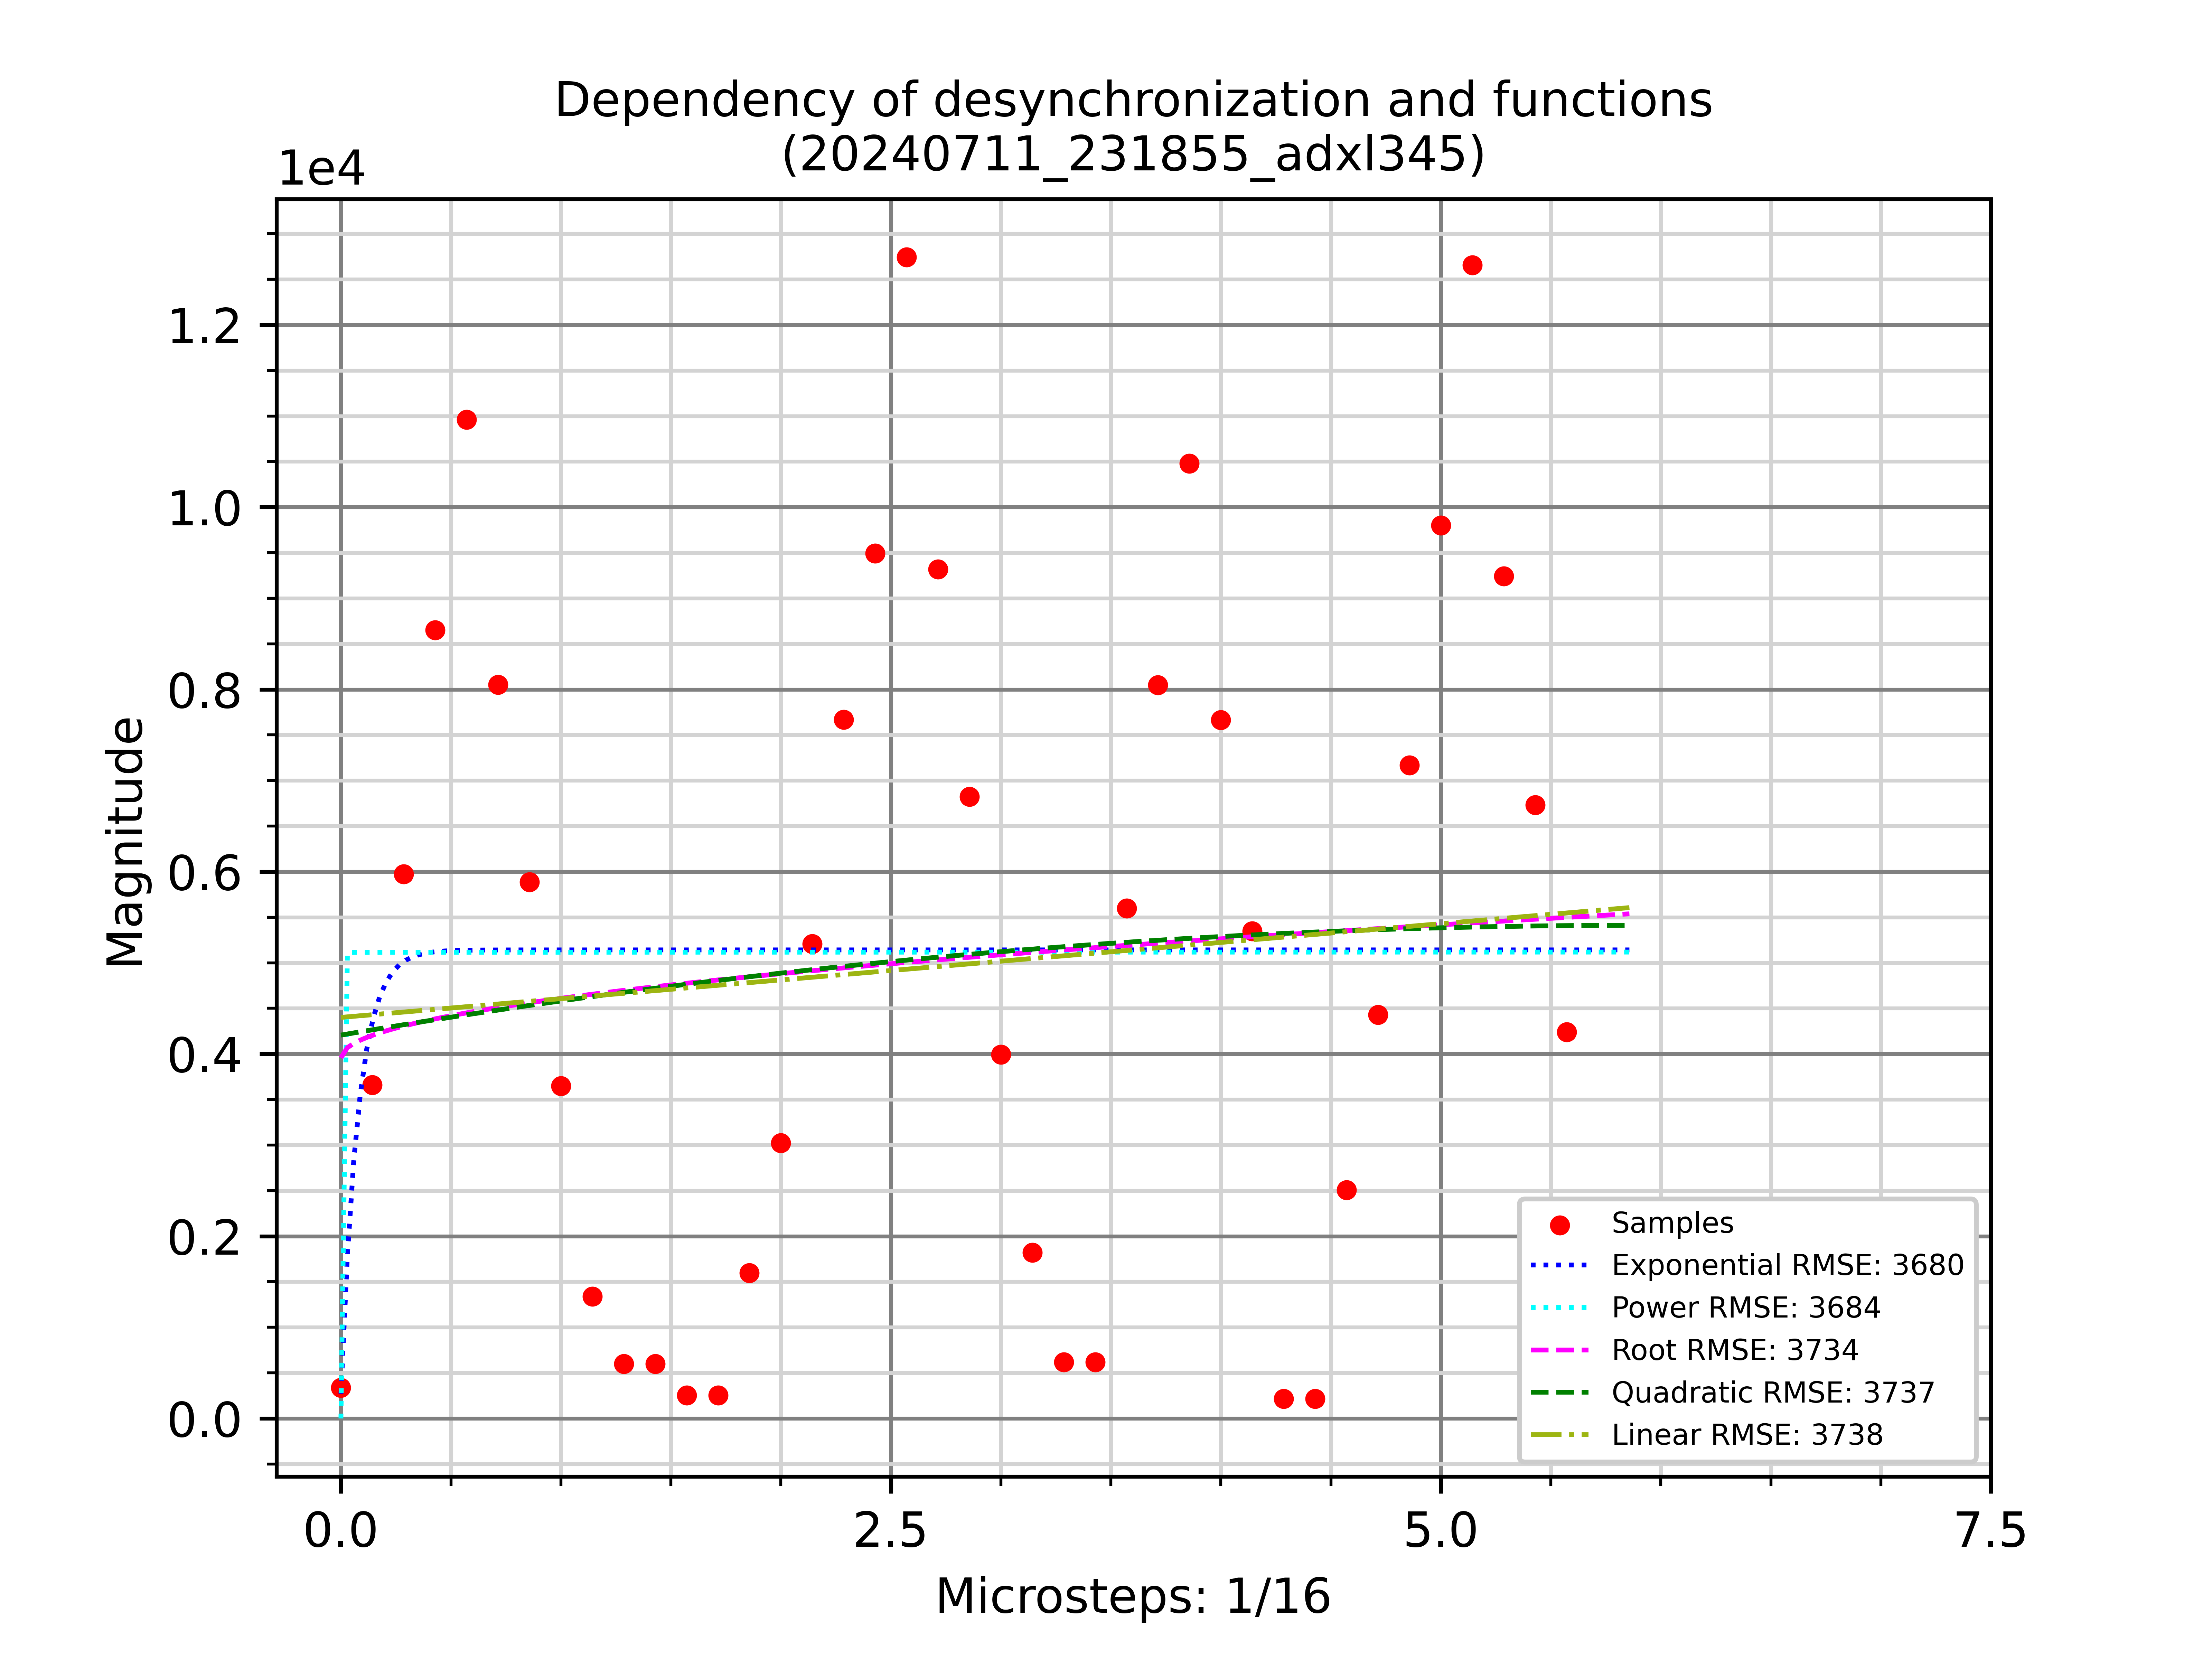 Dependency of desynchronization and functions
(20240711_231855_adxl345)
1e4
1.2
1.0
0.8
0.6
0.4
0.2
0.0
Magnitude
Samples
Exponential RMSE: 3680
Power RMSE: 3684
Root RMSE: 3734
Quadratic RMSE: 3737
Linear RMSE: 3738
0.0 2.5 5.0 7.5
Microsteps: 1/16